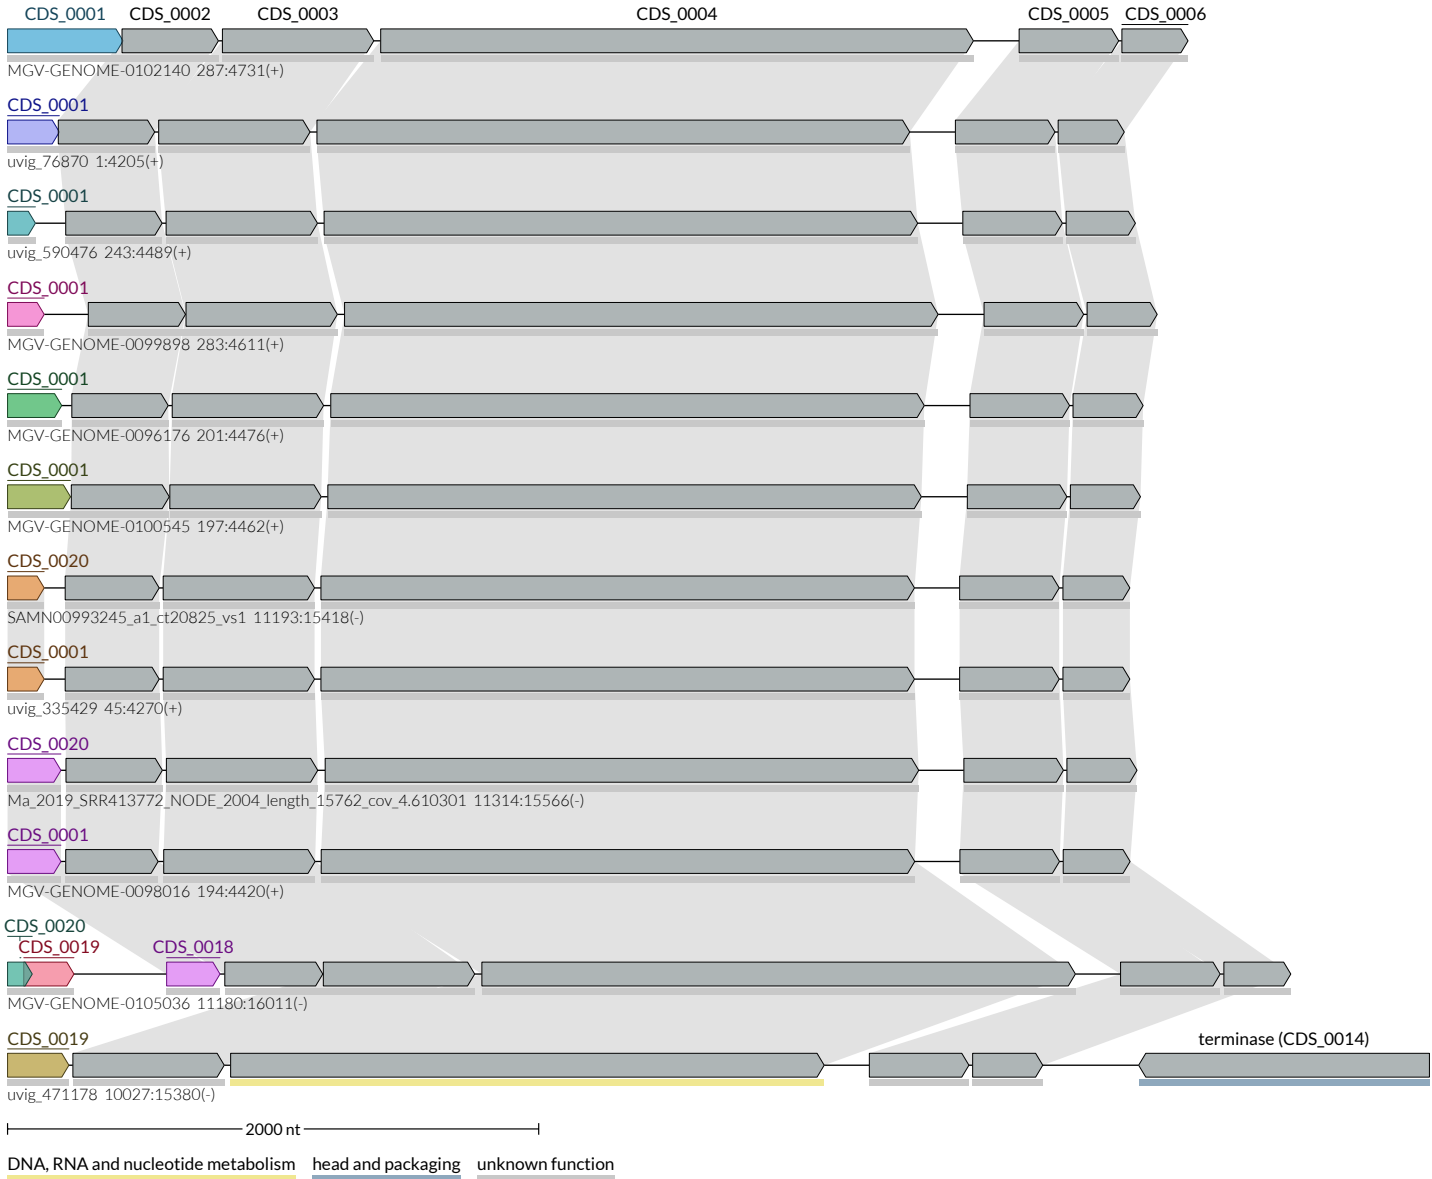 CDS_0001 CDS_0002 CDS_0003 CDS_0004 CDS_0005 CDS_0006
MGV-GENOME-0102140 287:4731(+)
CDS_0001
uvig_76870 1:4205(+)
CDS_0001
uvig_590476 243:4489(+)
CDS_0001
MGV-GENOME-0099898 283:4611(+)
CDS_0001
MGV-GENOME-0096176 201:4476(+)
CDS_0001
MGV-GENOME-0100545 197:4462(+)
CDS_0020
SAMN00993245_a1_ct20825_vs1 11193:15418(-)
CDS_0001
uvig_335429 45:4270(+)
CDS_0020
Ma_2019_SRR413772_NODE_2004_length_15762_cov_4.610301 11314:15566(-)
CDS_0001
MGV-GENOME-0098016 194:4420(+)
CDS_0020
CDS_0019 CDS_0018
MGV-GENOME-0105036 11180:16011(-)
CDS_0019 terminase (CDS_0014)
uvig_471178 10027:15380(-)
2000 nt
DNA, RNA and nucleotide metabolism head and packaging unknown function